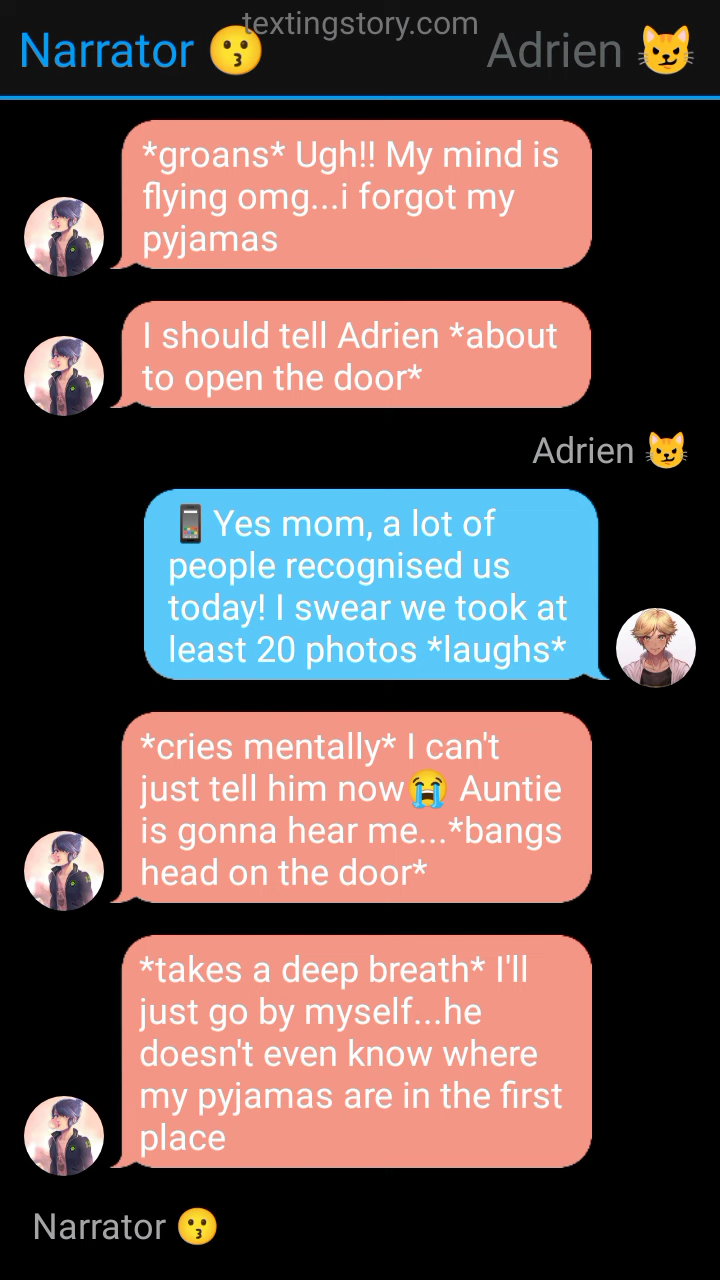 textingstory.com
Narrator 😗 Adrien 😼
*groans* Ugh!! My mind is
flying omg...i forgot my
pyjamas
I should tell Adrien *about
to open the door*
Adrien 😼
📱Yes mom, a lot of
people recognised us
today! I swear we took at
least 20 photos *laughs*
*cries mentally* I can't
just tell him now😭 Auntie
is gonna hear me...*bangs
head on the door*
*takes a deep breath* I'll
just go by myself...he
doesn't even know where
my pyjamas are in the first
place
Narrator 😗